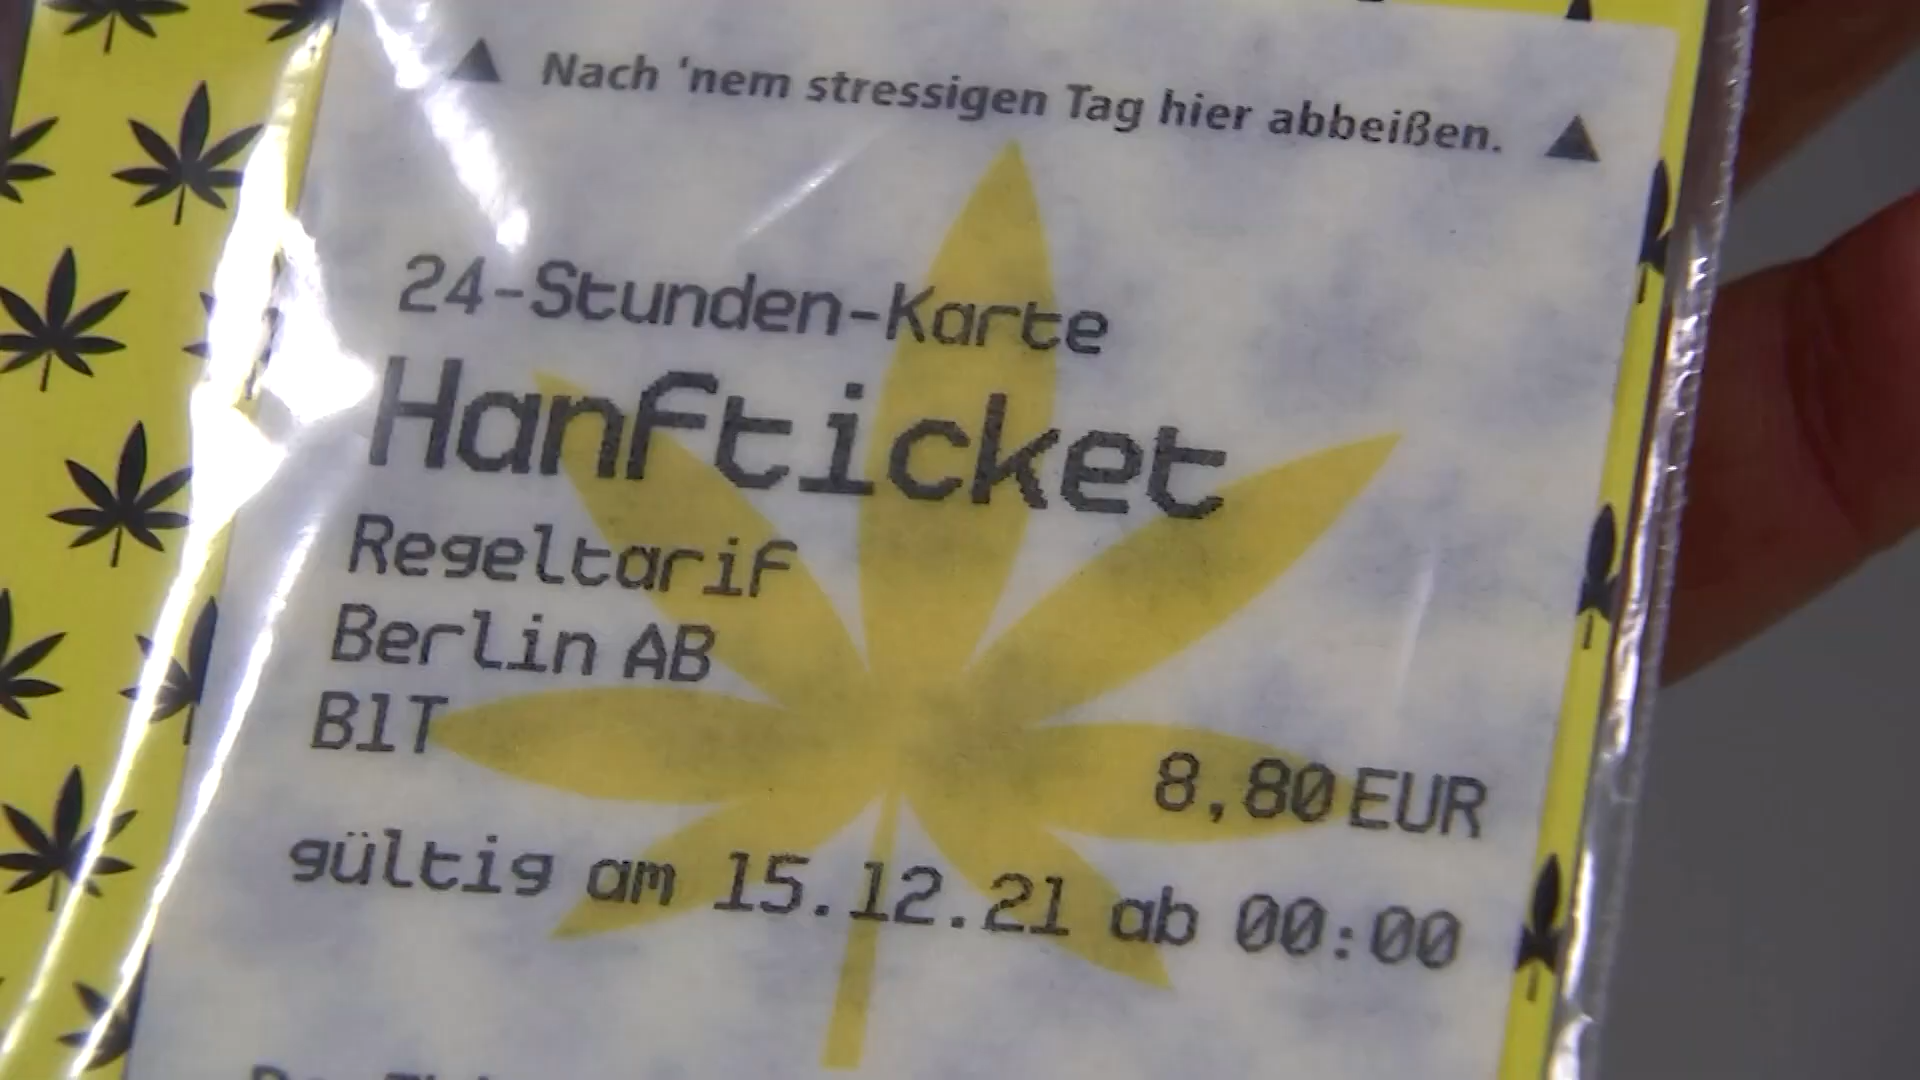 ▲ Nach 'nem stressigen Tag hier abbeißen. ▲
24-Stunden-Karte
Hanfticket
Regeltarif
Berlin AB
B1T
8,80 EUR
gültig am 15.12.21 ab 00:00